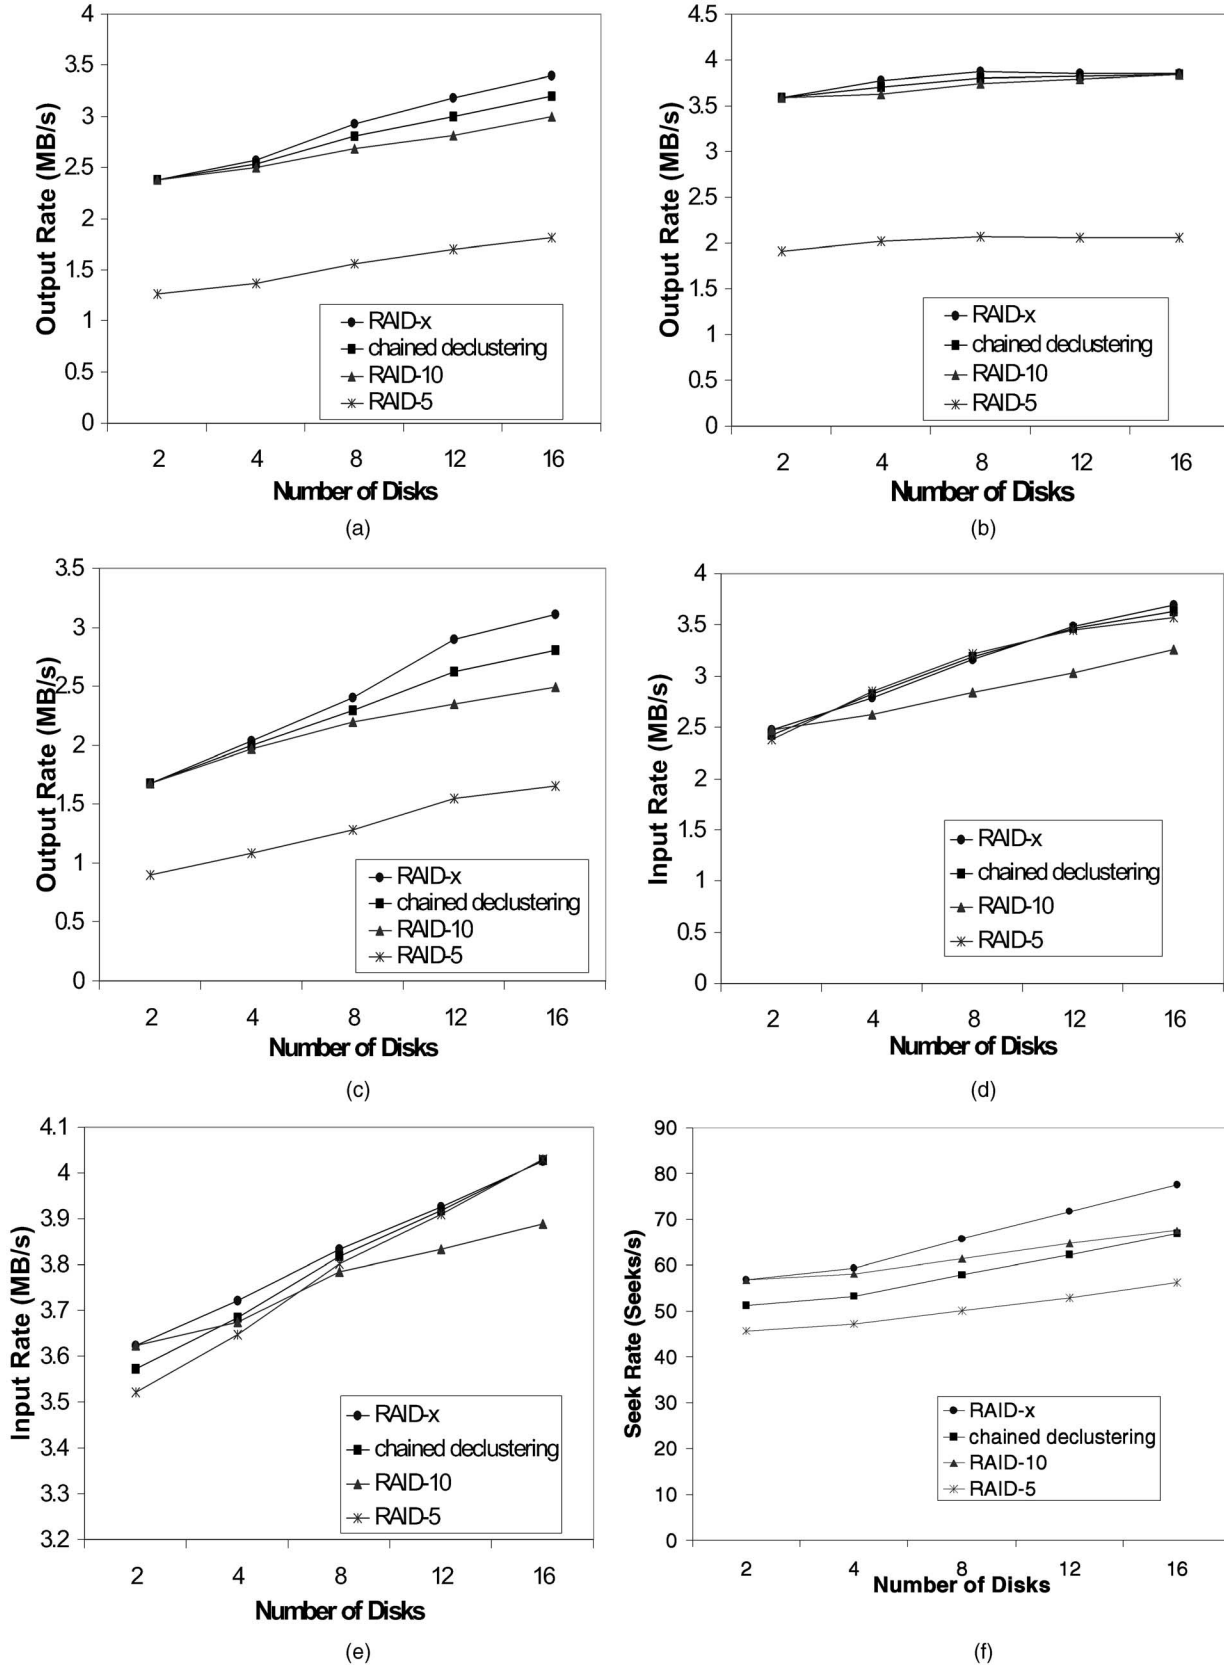 4
3.5
3
2.5
2
1.5
1
0.5
0
Output Rate (MB/s)
RAID-x
chained declustering
RAID-10
RAID-5
2 4 8 12 16
Number of Disks
(a)
4.5
4
3.5
3
2.5
2
1.5
1
0.5
0
Output Rate (MB/s)
RAID-x
chained declustering
RAID-10
RAID-5
2 4 8 12 16
Number of Disks
(b)
3.5
3
2.5
2
1.5
1
0.5
0
Output Rate (MB/s)
RAID-x
chained declustering
RAID-10
RAID-5
2 4 8 12 16
Number of Disks
(c)
4
3.5
3
2.5
2
1.5
1
0.5
0
Input Rate (MB/s)
RAID-x
chained declustering
RAID-10
RAID-5
2 4 8 12 16
Number of Disks
(d)
4.1
4
3.9
3.8
3.7
3.6
3.5
3.4
3.3
3.2
Input Rate (MB/s)
RAID-x
chained declustering
RAID-10
RAID-5
2 4 8 12 16
Number of Disks
(e)
90
80
70
60
50
40
30
20
10
0
Seek Rate (Seeks/s)
RAID-x
chained declustering
RAID-10
RAID-5
2 4 8 12 16
Number of Disks
(f)